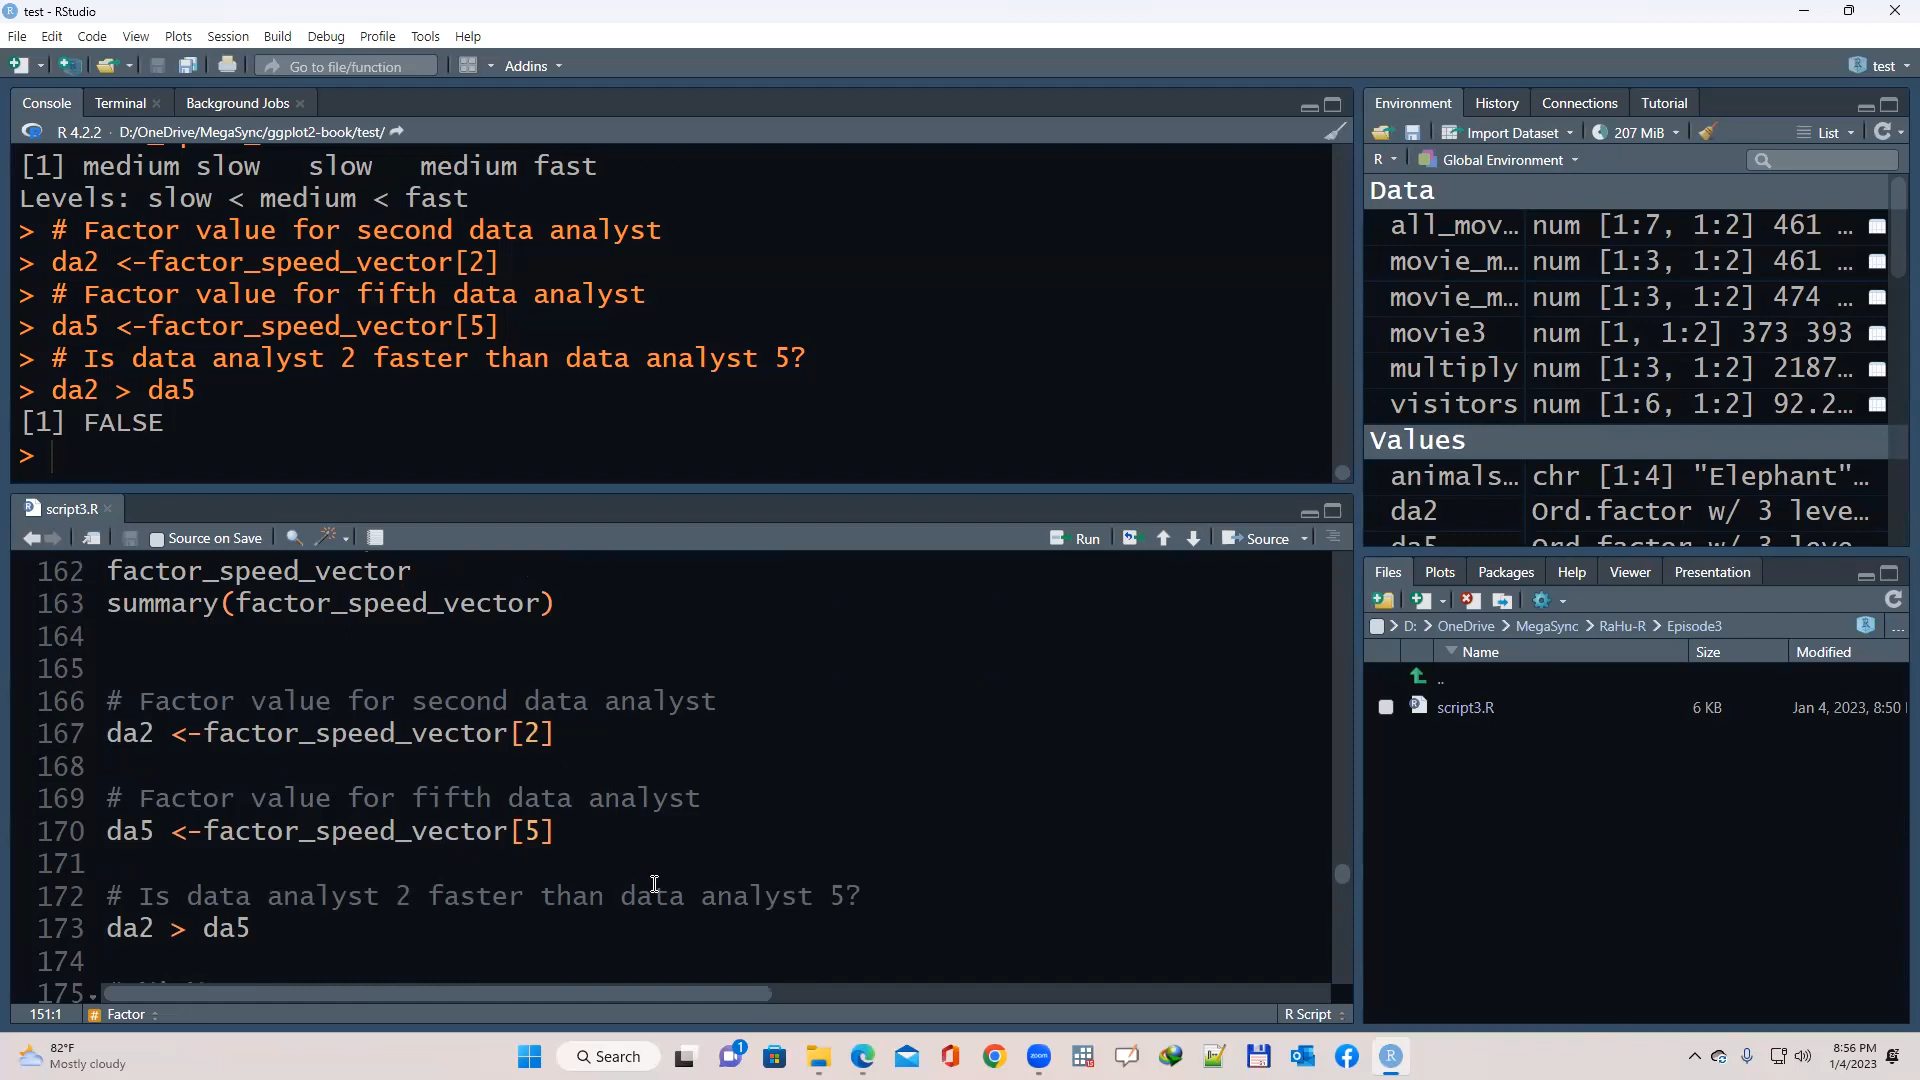 test - RStudio
File Edit Code View Plots Session Build Debug Profile Tools Help
Go to file/function Addins test
Console Terminal Background Jobs
R 4.2.2 · D:/OneDrive/MegaSync/ggplot2-book/test/
[1] medium slow   slow   medium fast
Levels: slow < medium < fast
> # Factor value for second data analyst
> da2 <-factor_speed_vector[2]
> # Factor value for fifth data analyst
> da5 <-factor_speed_vector[5]
> # Is data analyst 2 faster than data analyst 5?
> da2 > da5
[1] FALSE
>
script3.R
Source on Save Run Source
162 factor_speed_vector
163 summary(factor_speed_vector)
164
165
166 # Factor value for second data analyst
167 da2 <-factor_speed_vector[2]
168
169 # Factor value for fifth data analyst
170 da5 <-factor_speed_vector[5]
171
172 # Is data analyst 2 faster than data analyst 5?
173 da2 > da5
174
175
151:1 # Factor R Script
Environment History Connections Tutorial
Import Dataset 207 MiB List
R Global Environment
Data
all_mov… num [1:7, 1:2] 461 …
movie_m… num [1:3, 1:2] 461 …
movie_m… num [1:3, 1:2] 474 …
movie3 num [1, 1:2] 373 393
multiply num [1:3, 1:2] 2187…
visitors num [1:6, 1:2] 92.2…
Values
animals… chr [1:4] "Elephant"…
da2 Ord.factor w/ 3 leve…
da5 Ord.factor w/ 3 leve…
Files Plots Packages Help Viewer Presentation
D: > OneDrive > MegaSync > RaHu-R > Episode3 ...
Name Size Modified
..
script3.R 6 KB Jan 4, 2023, 8:50
82°F
Mostly cloudy
Search
1
zoom
8:56 PM
1/4/2023